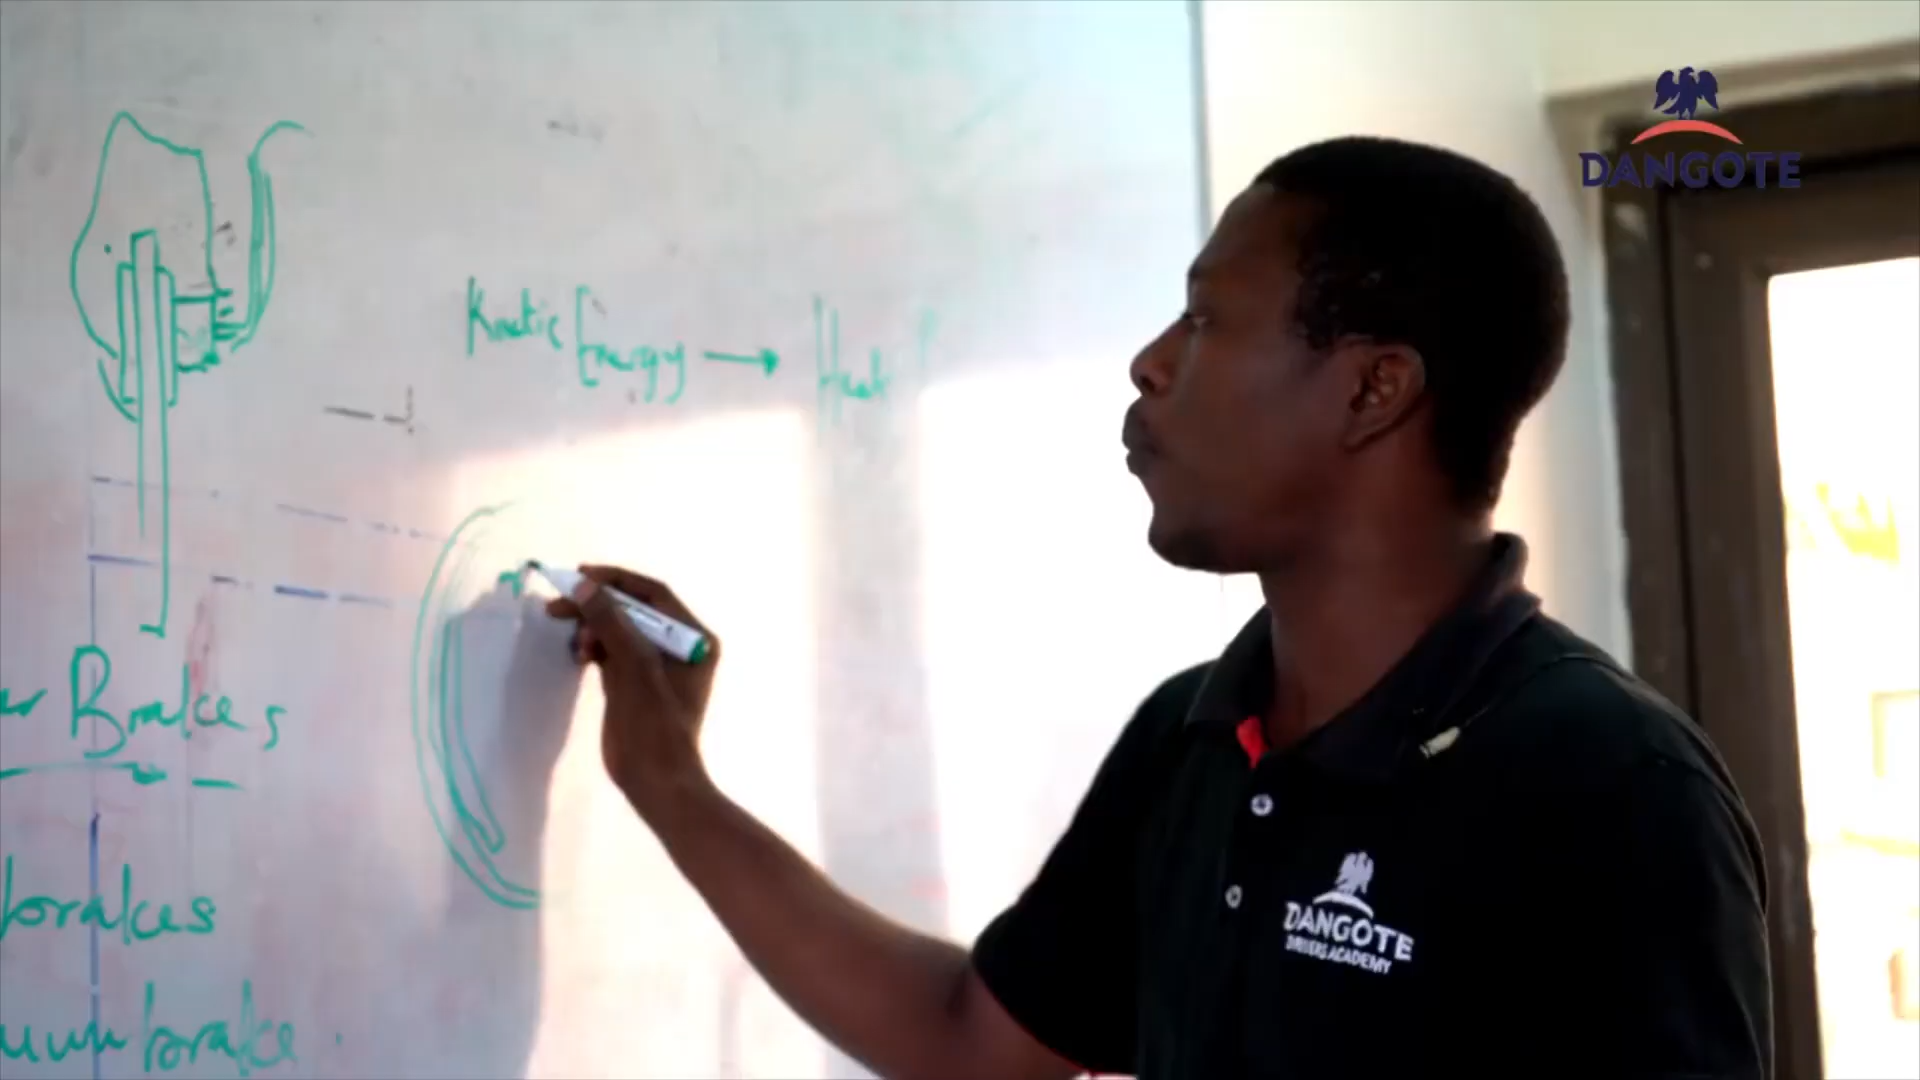 DANGOTE
Kinetic Energy → Heat
Brakes
brakes
brake.
DANGOTE
DRIVERS ACADEMY